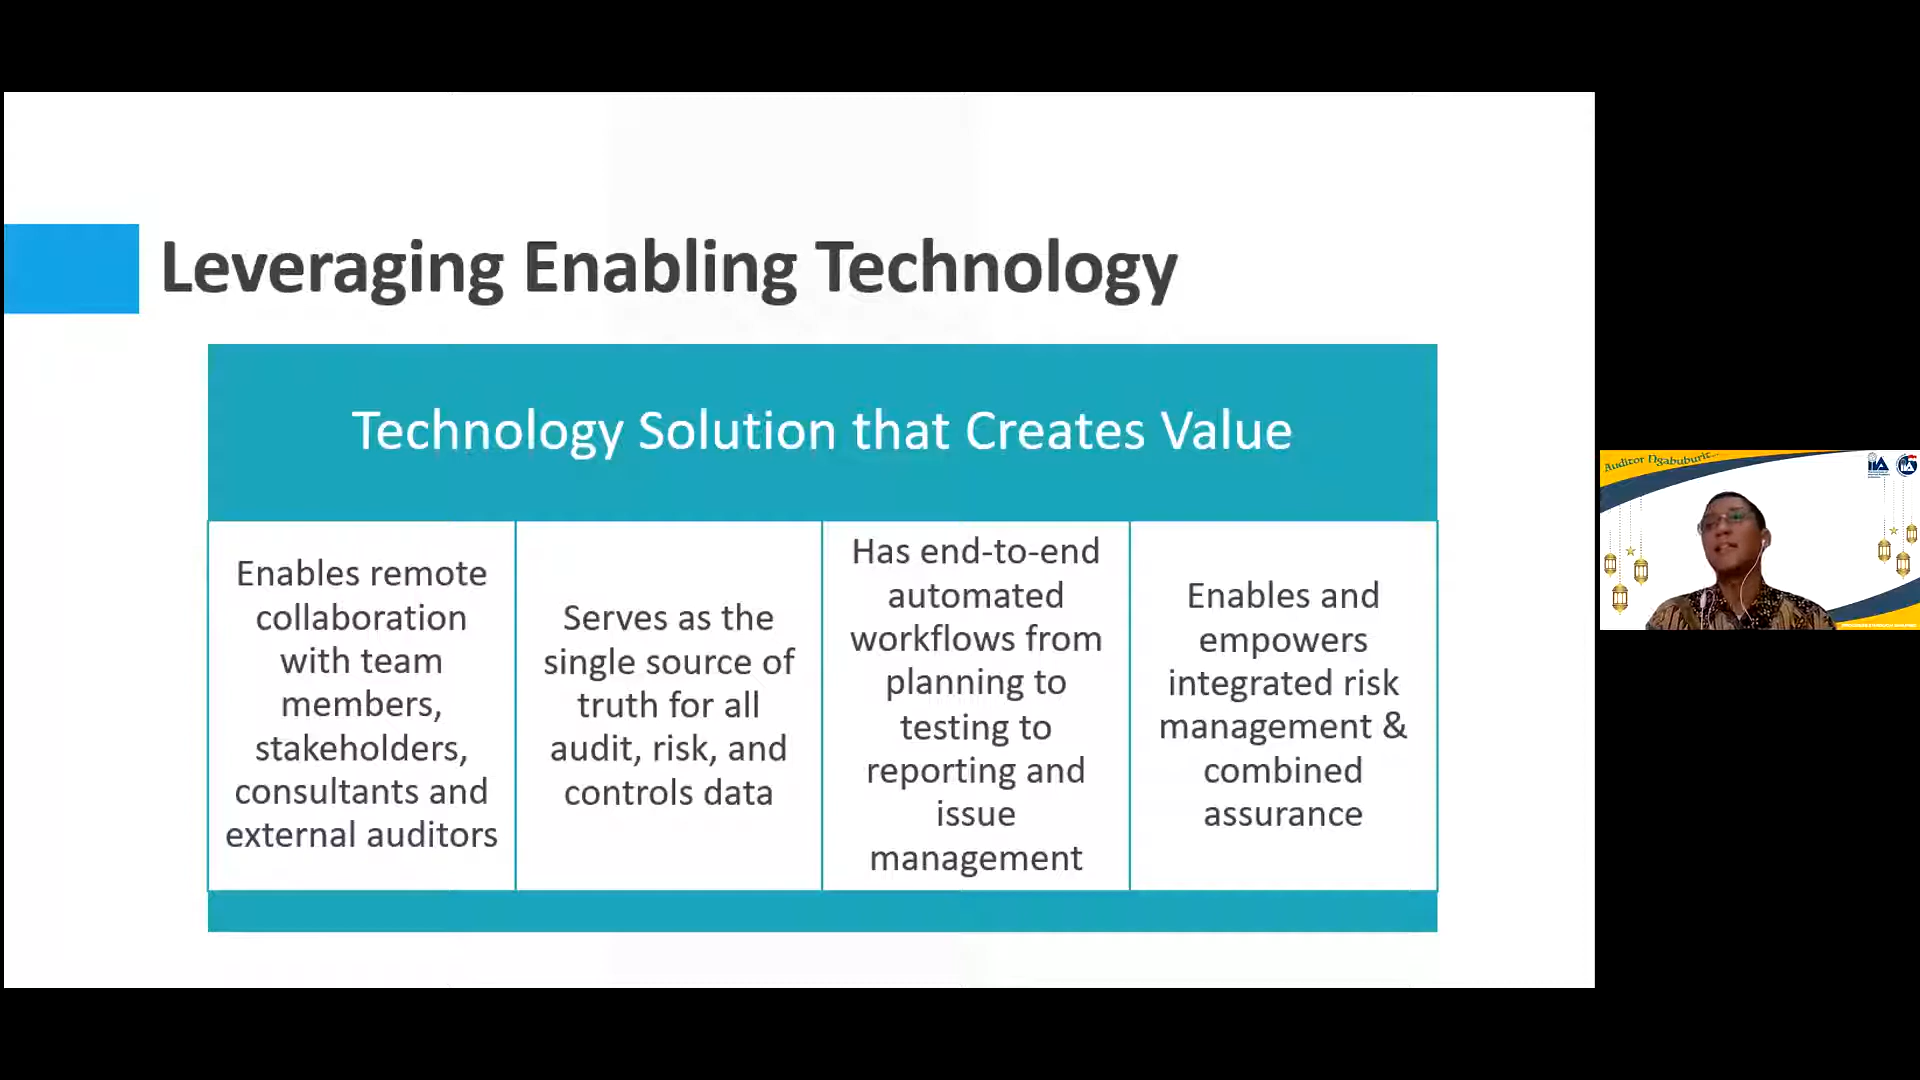 Leveraging Enabling Technology
Technology Solution that Creates Value
Enables remote
collaboration
with team
members,
stakeholders,
consultants and
external auditors
Serves as the
single source of
truth for all
audit, risk, and
controls data
Has end-to-end
automated
workflows from
planning to
testing to
reporting and
issue
management
Enables and
empowers
integrated risk
management &
combined
assurance
Auditor Ngabuburit...
IIA
IIA